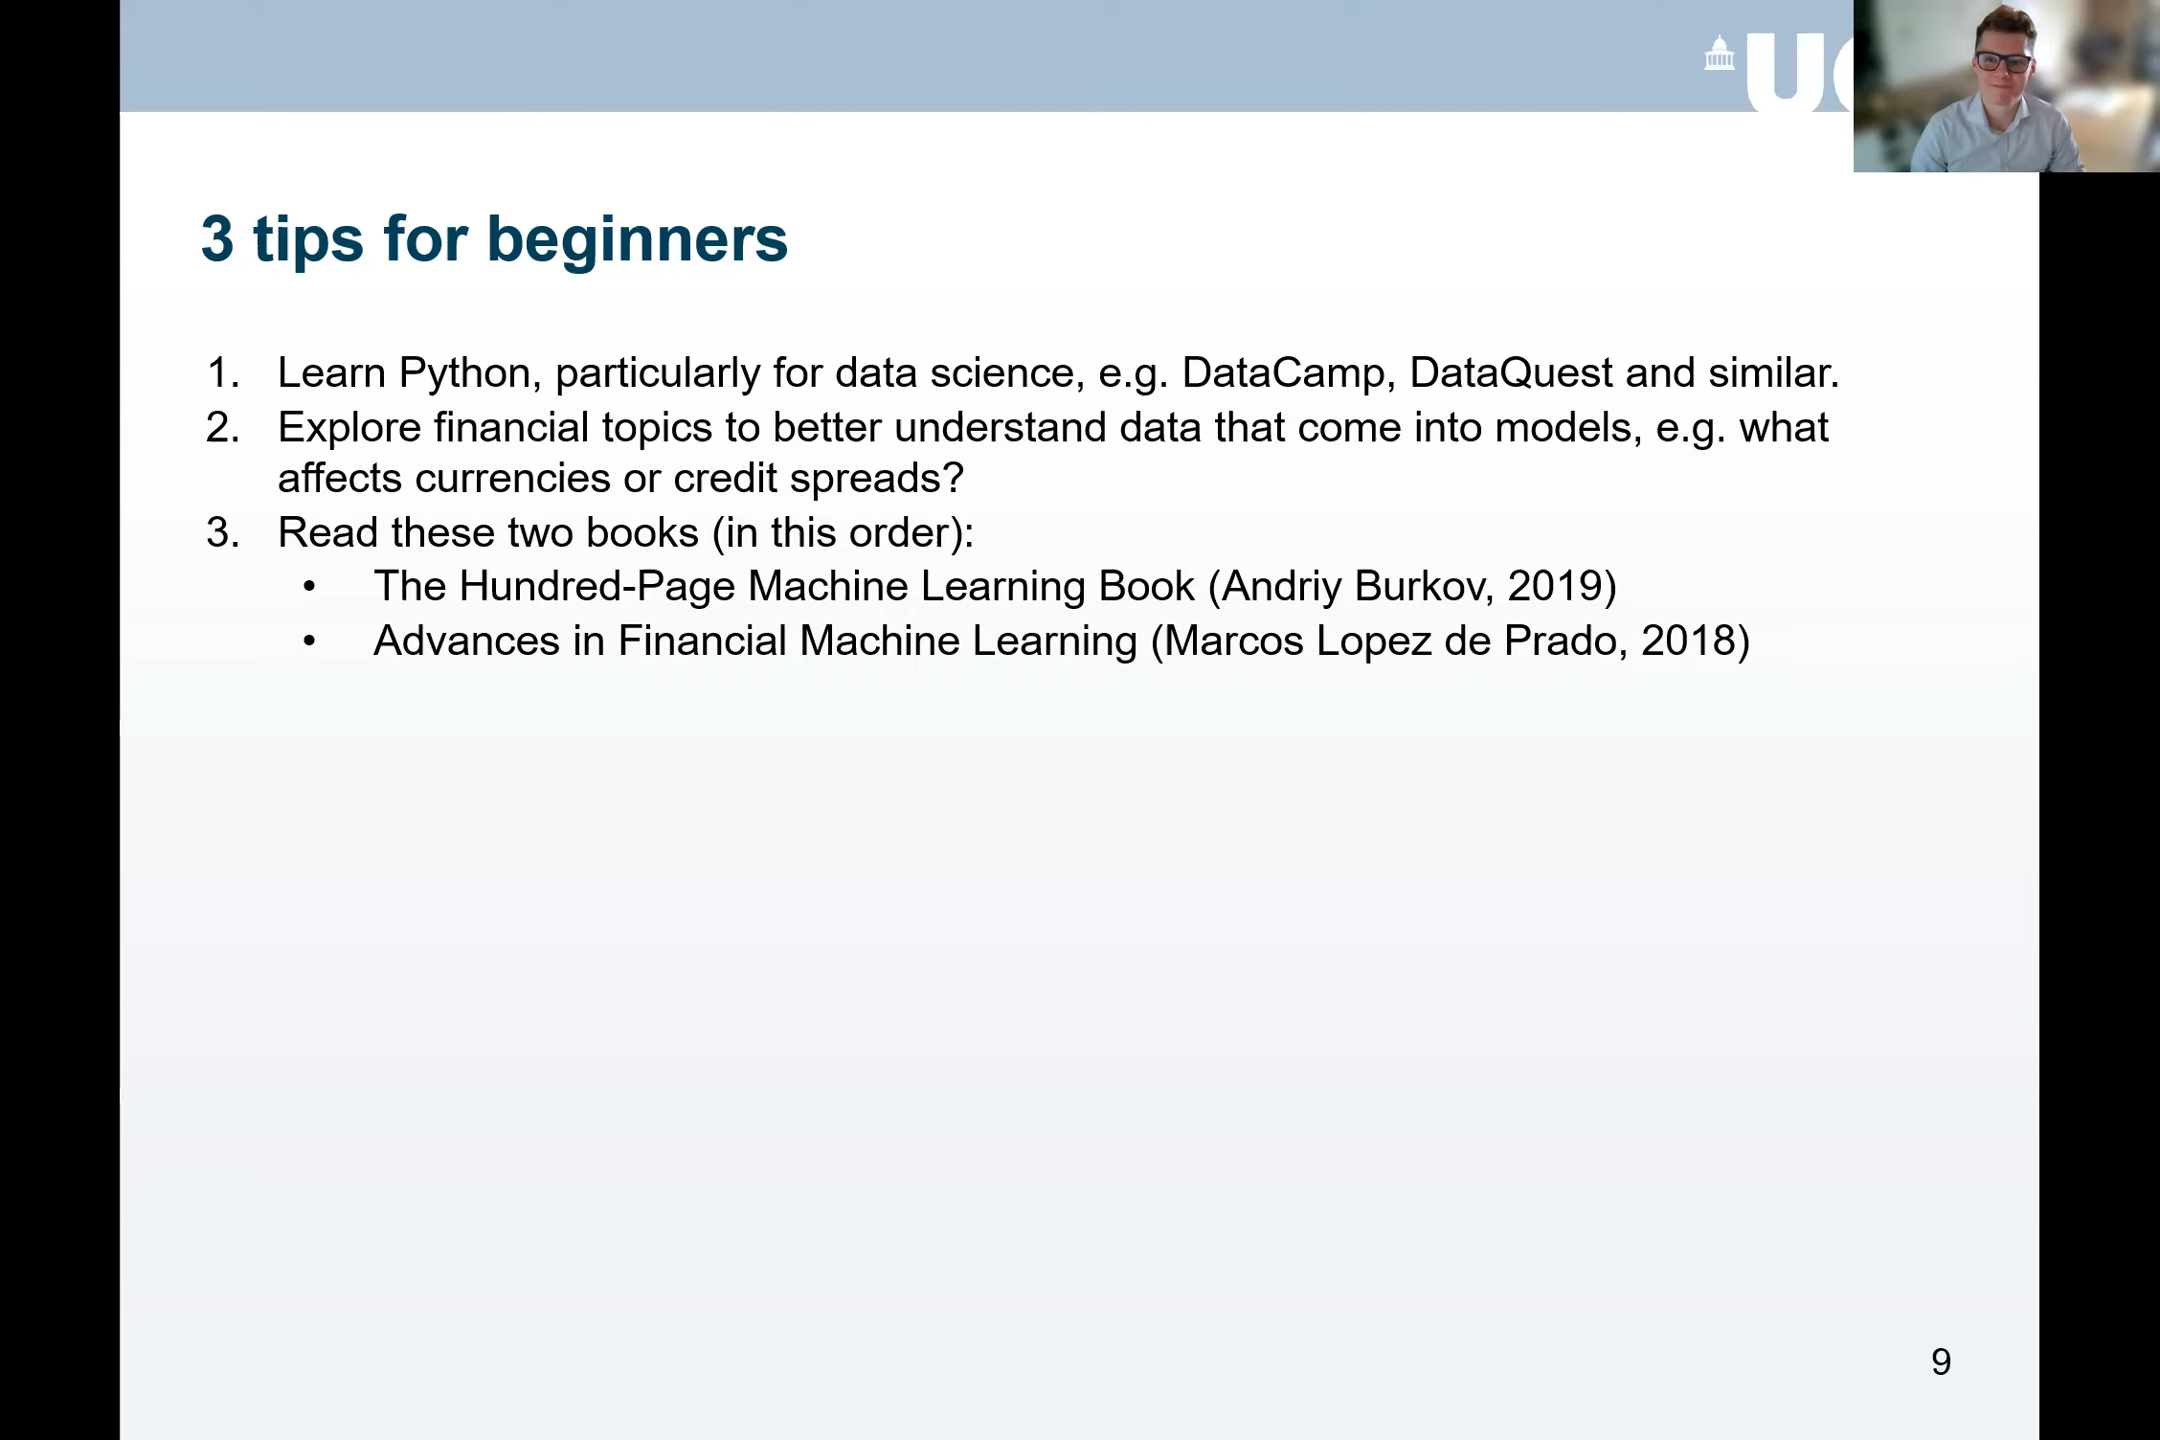 3 tips for beginners
1. Learn Python, particularly for data science, e.g. DataCamp, DataQuest and similar.
2. Explore financial topics to better understand data that come into models, e.g. what
affects currencies or credit spreads?
3. Read these two books (in this order):
• The Hundred-Page Machine Learning Book (Andriy Burkov, 2019)
• Advances in Financial Machine Learning (Marcos Lopez de Prado, 2018)
9